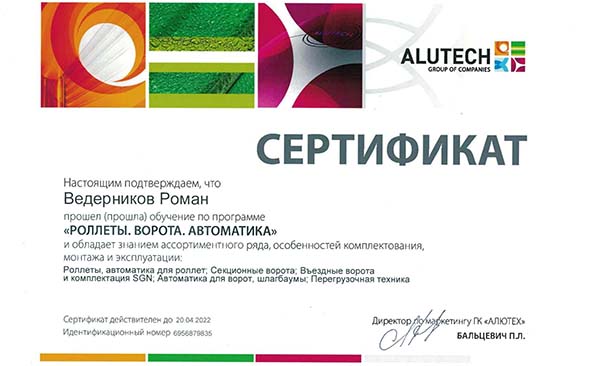 ALUTECH
GROUP OF COMPANIES
СЕРТИФИКАТ
Настоящим подтверждаем, что
Ведерников Роман
прошел (прошла) обучение по программе
«РОЛЛЕТЫ. ВОРОТА. АВТОМАТИКА»
и обладает знанием ассортиментного ряда, особенностей комплектования,
монтажа и эксплуатации:
Роллеты, автоматика для роллет; Секционные ворота; Въездные ворота
и комплектация SGN; Автоматика для ворот, шлагбаумы; Перегрузочная техника
Сертификат действителен до 20.04.2022
Идентификационный номер 6956879835
Директор по маркетингу ГК «АЛЮТЕХ»
БАЛЬЦЕВИЧ П.Л.